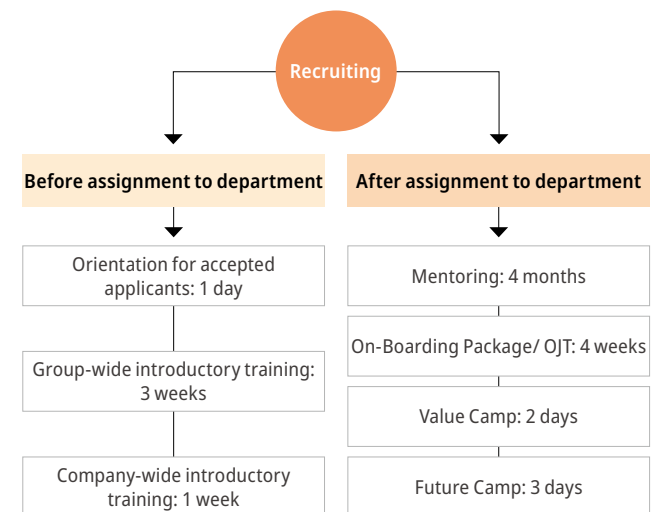 Recruiting
Before assignment to department
Orientation for accepted
applicants: 1 day
Group-wide introductory training:
3 weeks
Company-wide introductory
training: 1 week
After assignment to department
Mentoring: 4 months
On-Boarding Package/ OJT: 4 weeks
Value Camp: 2 days
Future Camp: 3 days